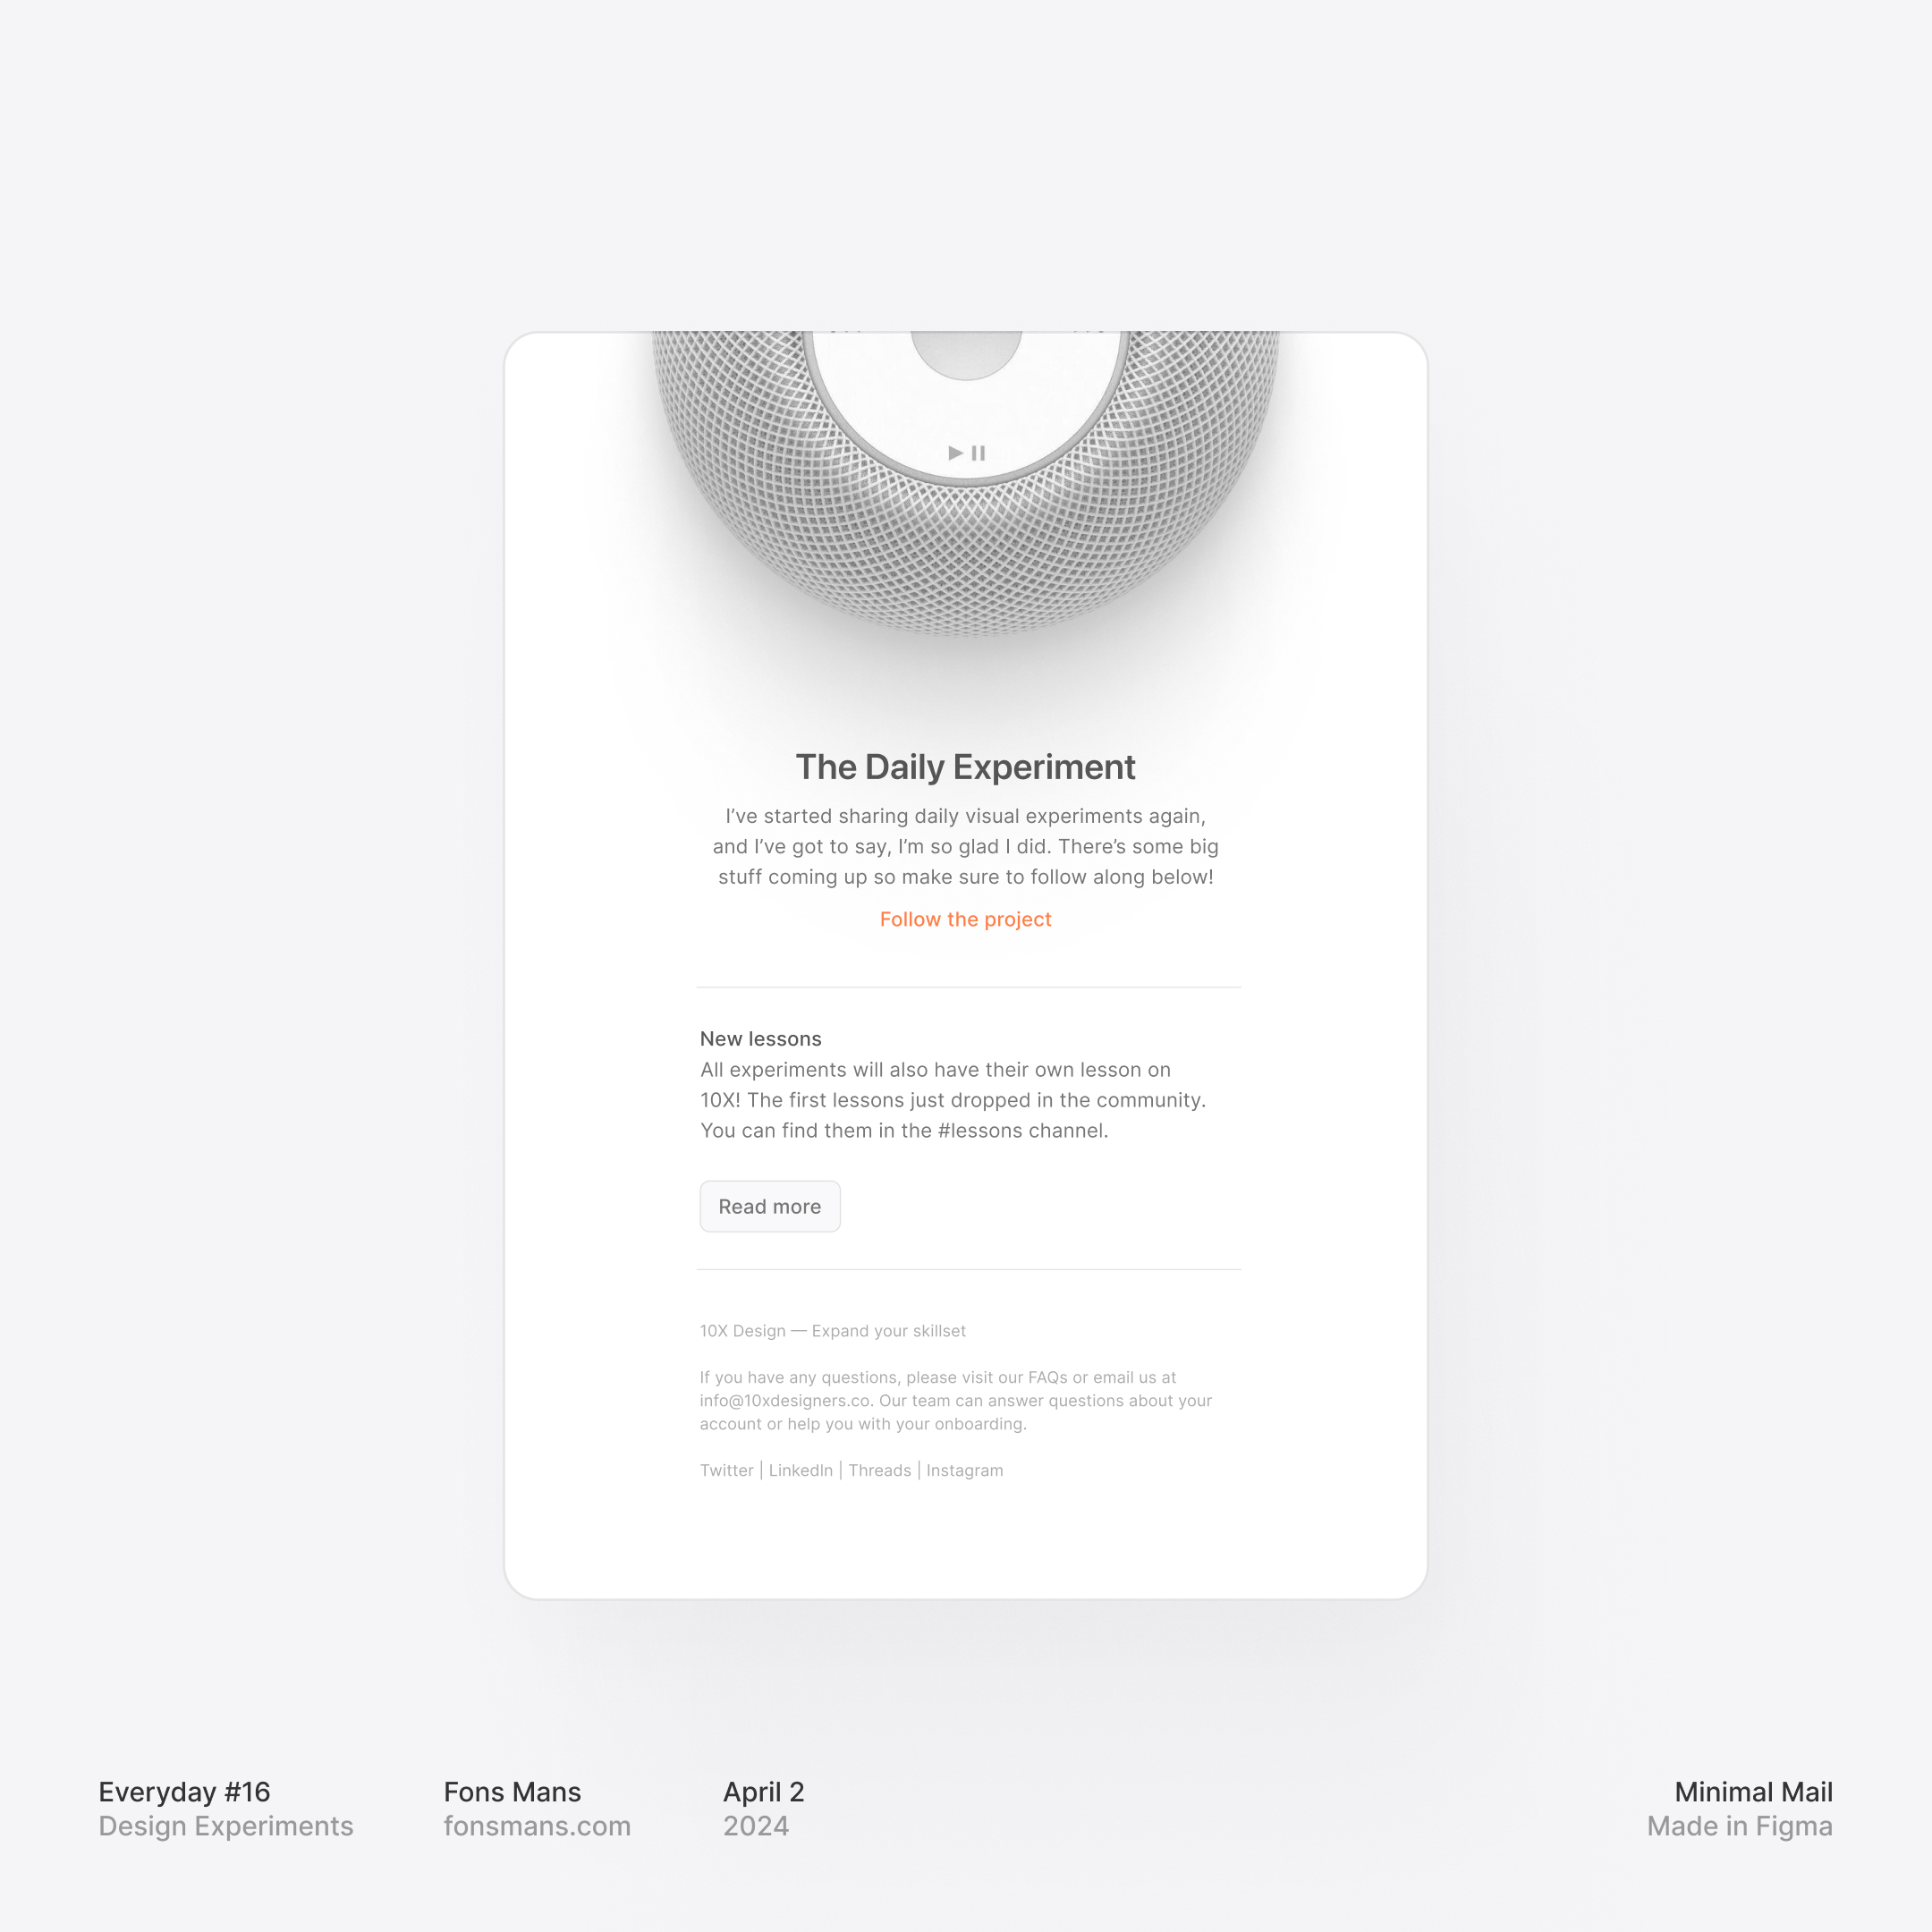 The Daily Experiment
I’ve started sharing daily visual experiments again,
and I’ve got to say, I’m so glad I did. There’s some big
stuff coming up so make sure to follow along below!
Follow the project
New lessons
All experiments will also have their own lesson on
10X! The first lessons just dropped in the community.
You can find them in the #lessons channel.
Read more
10X Design — Expand your skillset
If you have any questions, please visit our FAQs or email us at
info@10xdesigners.co. Our team can answer questions about your
account or help you with your onboarding.
Twitter | LinkedIn | Threads | Instagram
Everyday #16
Design Experiments
Fons Mans
fonsmans.com
April 2
2024
Minimal Mail
Made in Figma